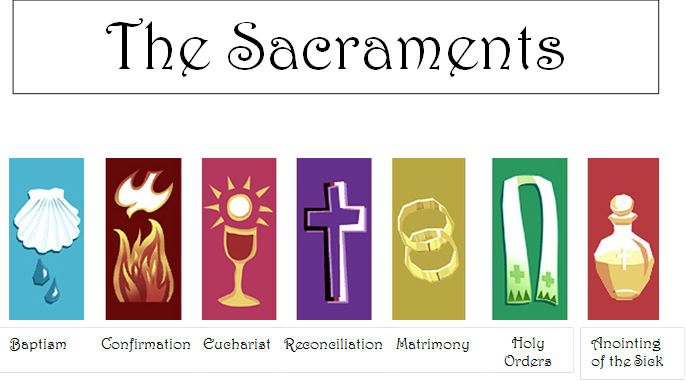 The Sacraments
Baptism Confirmation Eucharist Reconciliation Matrimony Holy Orders Anointing of the Sick